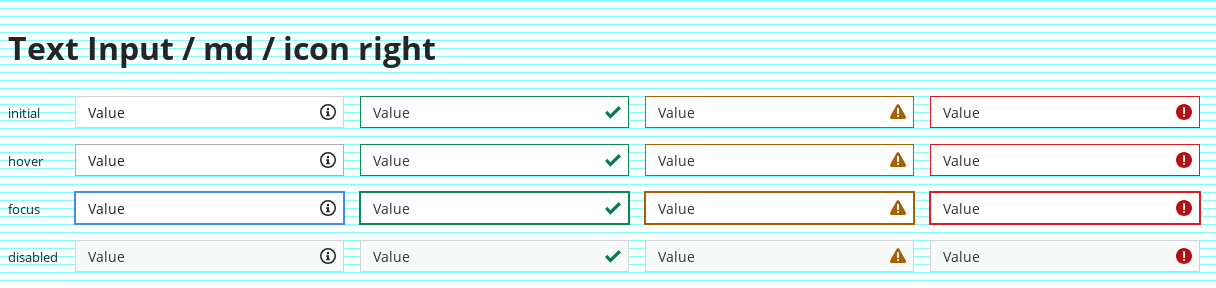 Text Input / md / icon right
initial Value Value Value Value
hover Value Value Value Value
focus Value Value Value Value
disabled Value Value Value Value